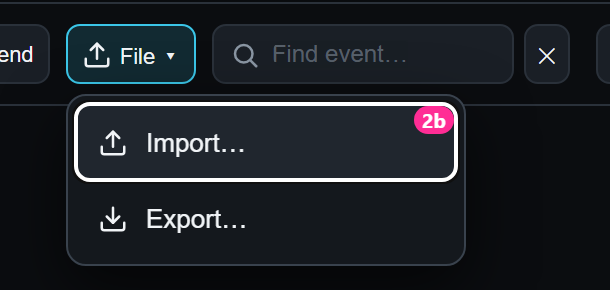 end
File ▾
Find event…
2b
Import…
Export…